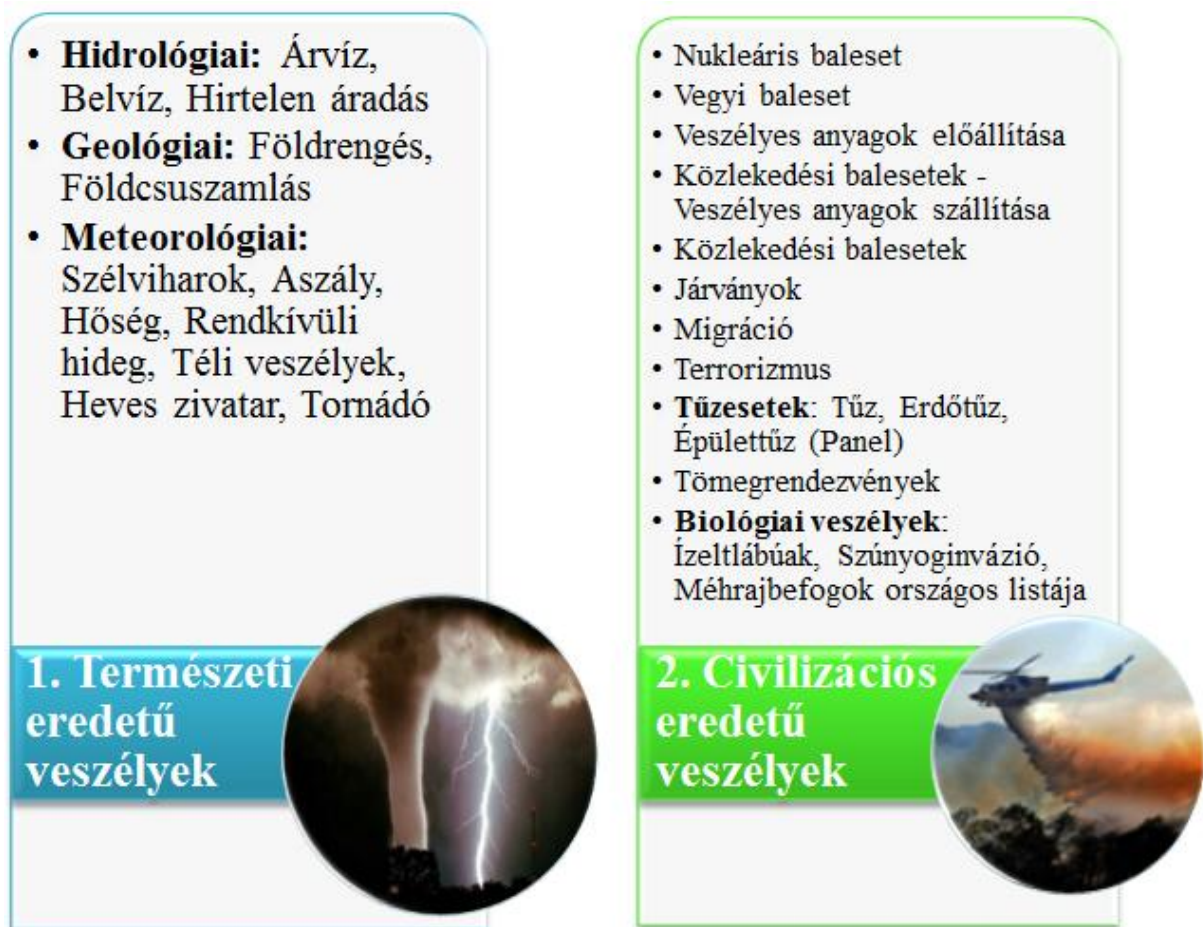 • Hidrológiai: Árvíz,
Belvíz, Hirtelen áradás
• Geológiai: Földrengés,
Földcsuszamlás
• Meteorológiai:
Szélviharok, Aszály,
Hőség, Rendkívüli
hideg, Téli veszélyek,
Heves zivatar, Tornádó
1. Természeti
eredetű
veszélyek
• Nukleáris baleset
• Vegyi baleset
• Veszélyes anyagok előállítása
• Közlekedési balesetek -
Veszélyes anyagok szállítása
• Közlekedési balesetek
• Járványok
• Migráció
• Terrorizmus
• Tűzesetek: Tűz, Erdőtűz,
Épülettűz (Panel)
• Tömegrendezvények
• Biológiai veszélyek:
Ízeltlábúak, Szúnyoginvázió,
Méhrajbefogok országos listája
2. Civilizációs
eredetű
veszélyek